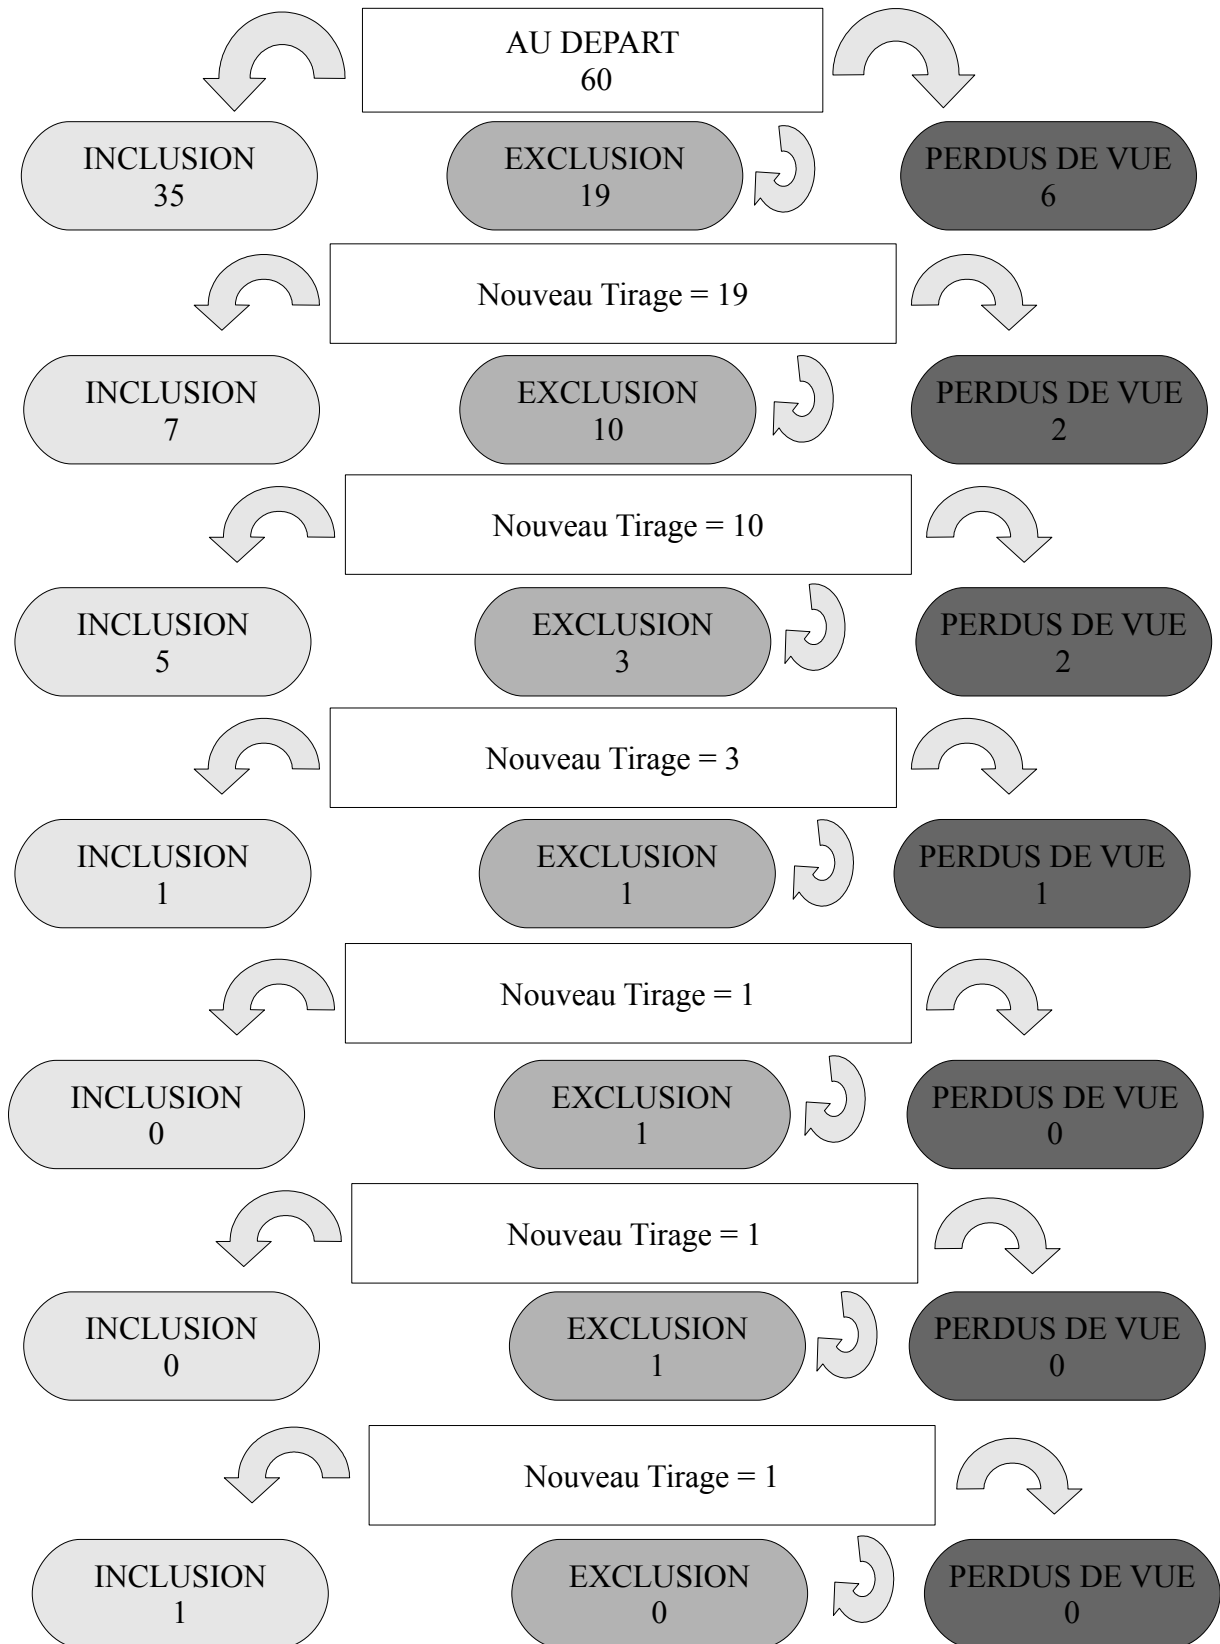 AU DEPART
60
INCLUSION
35
EXCLUSION
19
PERDUS DE VUE
6
Nouveau Tirage = 19
INCLUSION
7
EXCLUSION
10
PERDUS DE VUE
2
Nouveau Tirage = 10
INCLUSION
5
EXCLUSION
3
PERDUS DE VUE
2
Nouveau Tirage = 3
INCLUSION
1
EXCLUSION
1
PERDUS DE VUE
1
Nouveau Tirage = 1
INCLUSION
0
EXCLUSION
1
PERDUS DE VUE
0
Nouveau Tirage = 1
INCLUSION
0
EXCLUSION
1
PERDUS DE VUE
0
Nouveau Tirage = 1
INCLUSION
1
EXCLUSION
0
PERDUS DE VUE
0